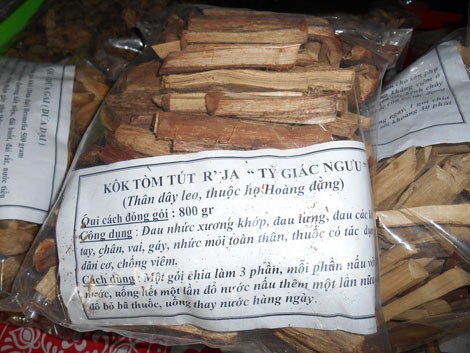 KÔK TÒM TÚT R' JẠ " TỶ GIÁC NGƯU
(Thân dây leo, thuộc họ Hoàng đằng)
Qui cách đóng gói : 800 gr
Công dụng : Đau nhức xương khớp, đau lưng, đau các k
tay, chân, vai, gáy, nhức mỏi toàn thân, thuốc có tác dụ
dãn cơ, chống viêm.
Cách dùng : Một gói chia làm 3 phần, mỗi phần nấu vớ
nước, uống hết một lần đổ nước nấu thêm một lần nữa
đổ bỏ bã thuốc, uống thay nước hàng ngày.